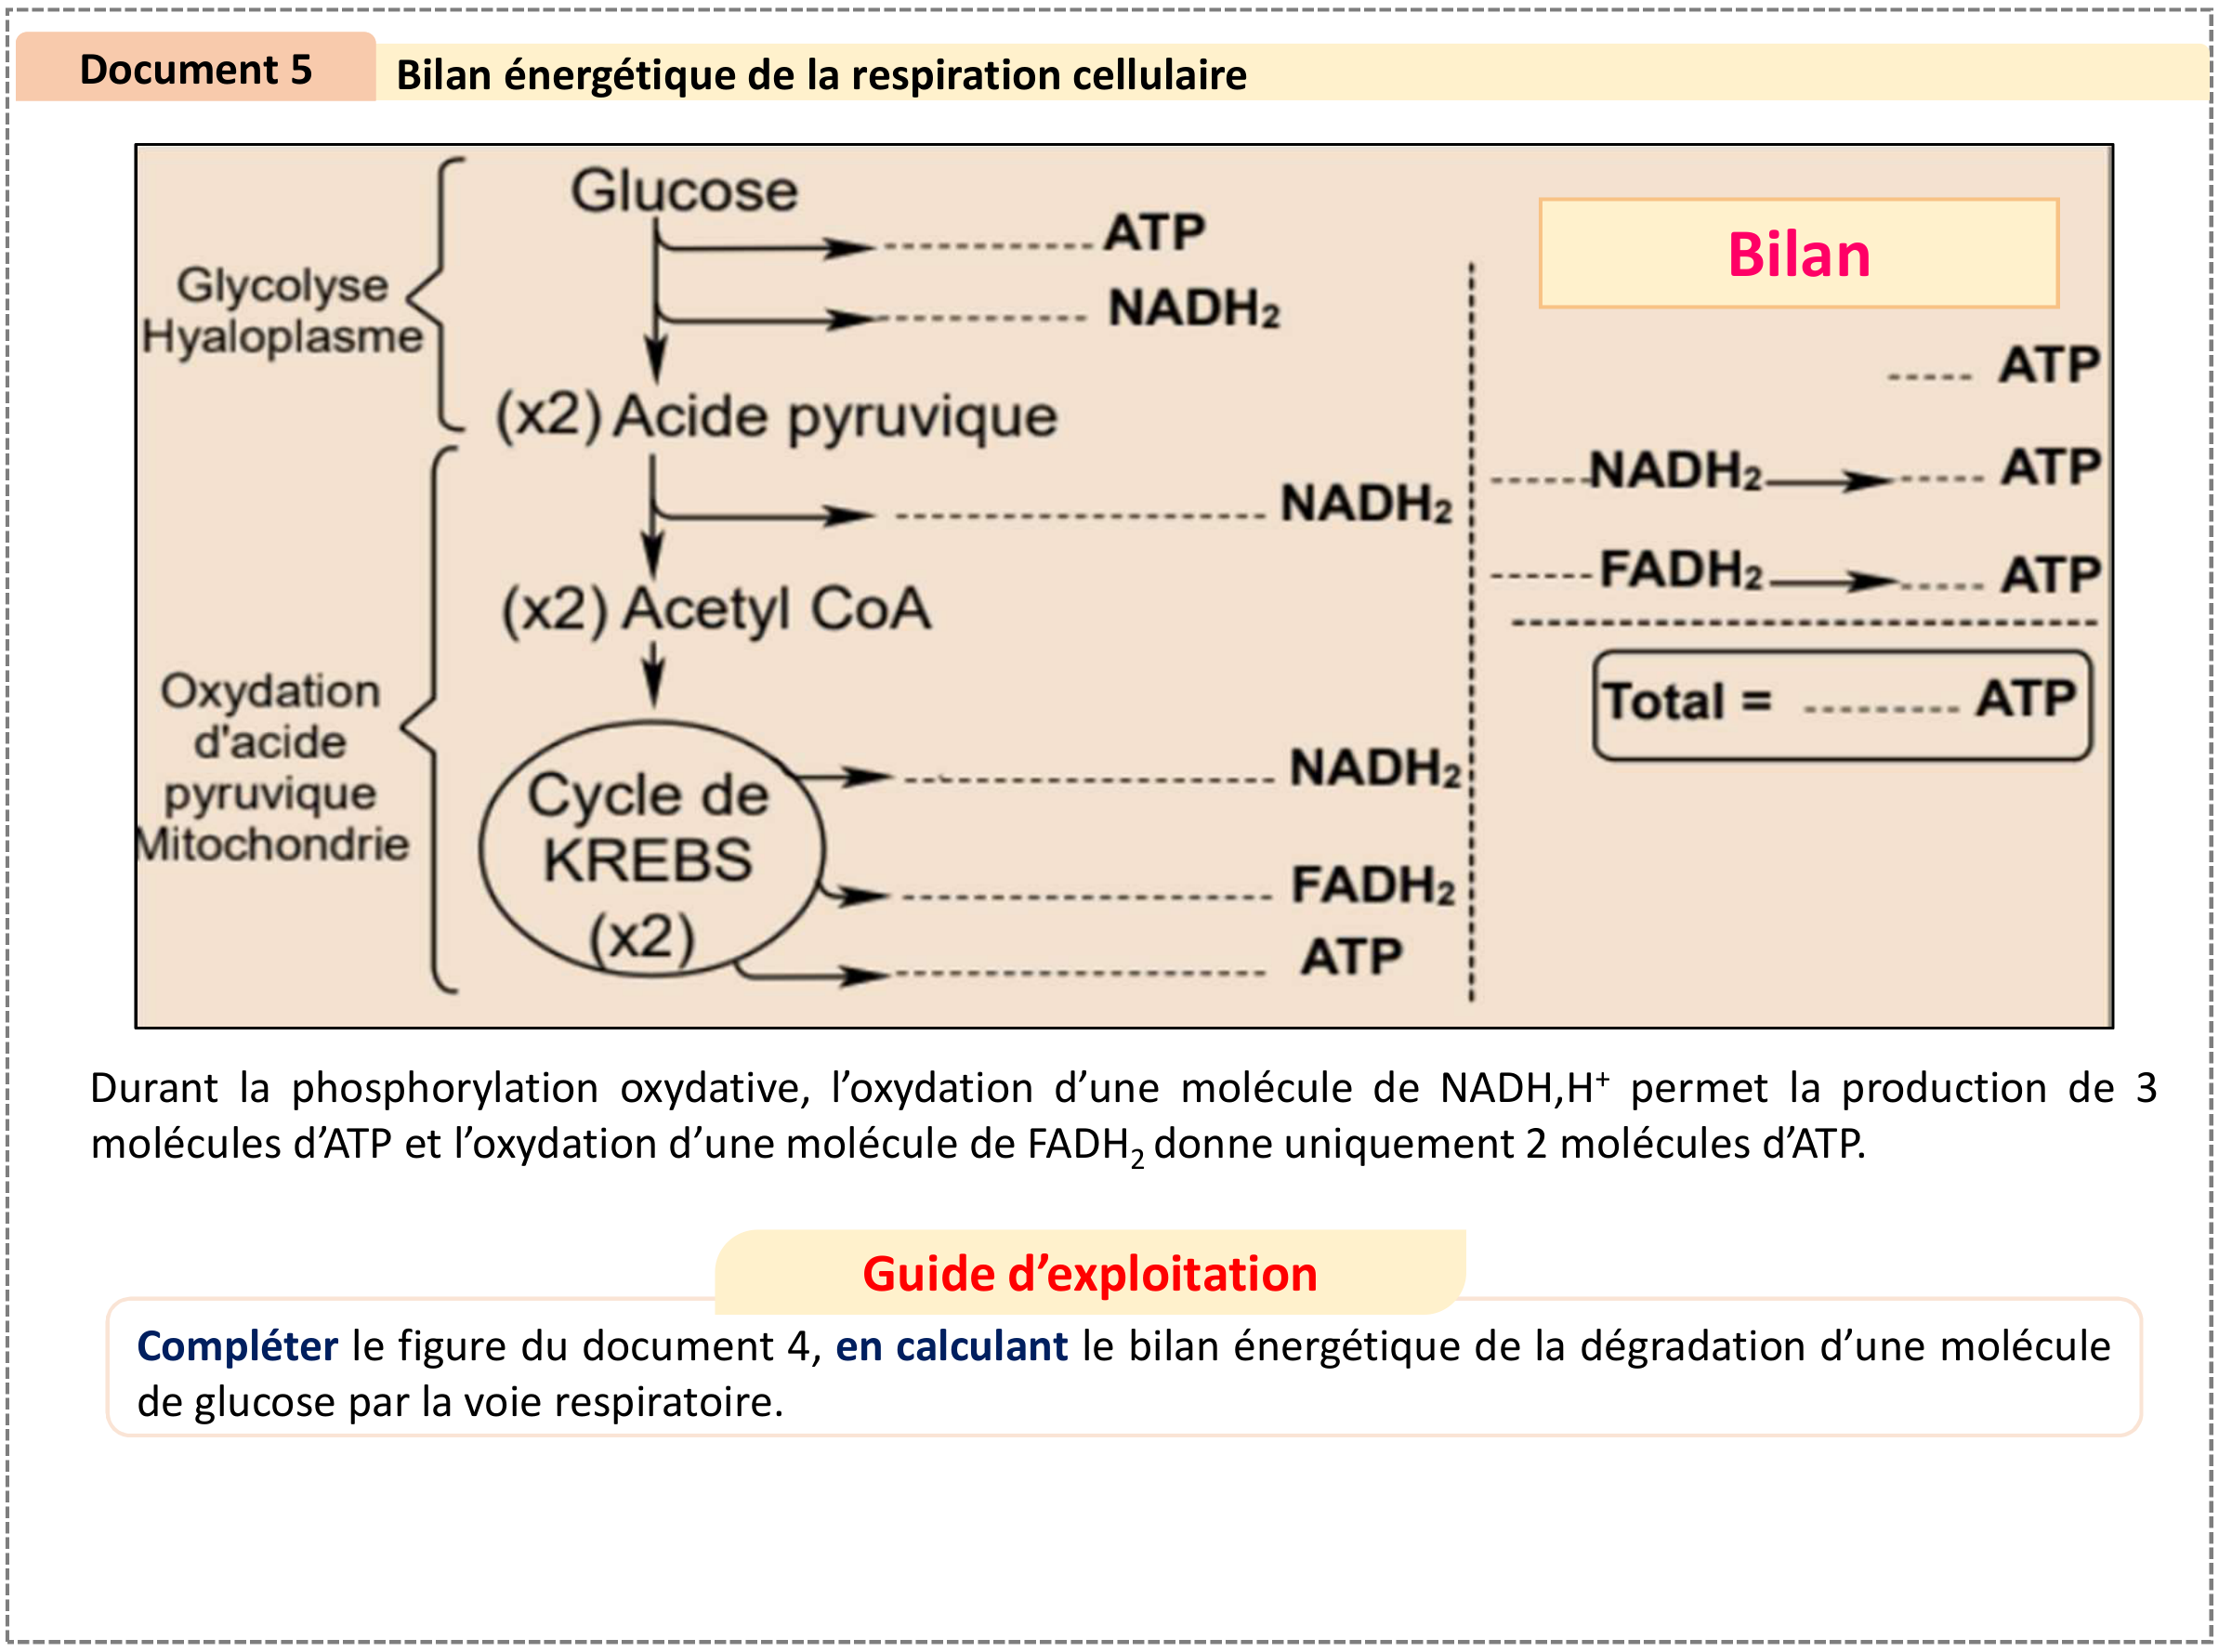 Document 5
Bilan énergétique de la respiration cellulaire
Glucose
ATP
NADH₂
Glycolyse
Hyaloplasme
(x2) Acide pyruvique
NADH₂
(x2) Acetyl CoA
Oxydation
d'acide
pyruvique
Mitochondrie
Cycle de
KREBS
(x2)
NADH₂
FADH₂
ATP
Bilan
ATP
NADH₂ ATP
FADH₂ ATP
Total = ATP
Durant la phosphorylation oxydative, l’oxydation d’une molécule de NADH,H⁺ permet la production de 3
molécules d’ATP et l’oxydation d’une molécule de FADH₂ donne uniquement 2 molécules d’ATP.
Guide d’exploitation
Compléter le figure du document 4, en calculant le bilan énergétique de la dégradation d’une molécule
de glucose par la voie respiratoire.